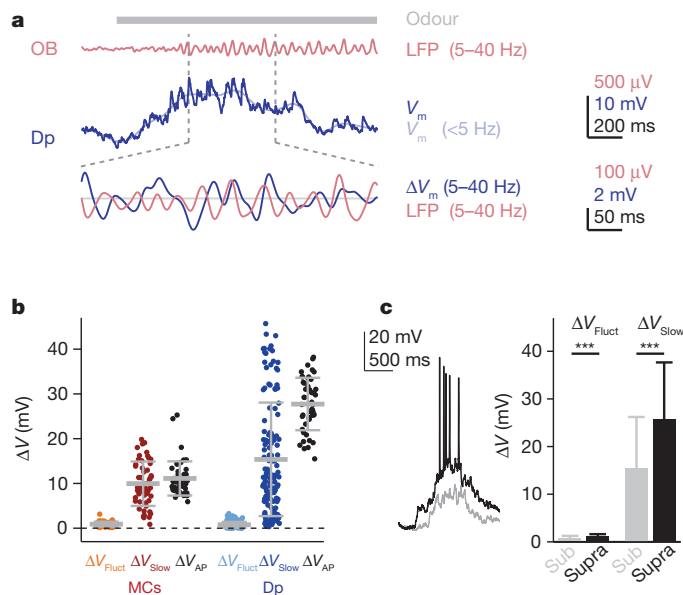 a
Odour
OB
LFP (5–40 Hz)
500 μV
10 mV
200 ms
Dp
Vm
Vm (<5 Hz)
ΔVm (5–40 Hz)
LFP (5–40 Hz)
100 μV
2 mV
50 ms
b
ΔV (mV)
40
30
20
10
0
ΔVFluct ΔVSlow ΔVAP ΔVFluct ΔVSlow ΔVAP
MCs Dp
c
20 mV
500 ms
ΔVFluct ΔVSlow
*** ***
ΔV (mV)
40
20
0
Sub Supra Sub Supra